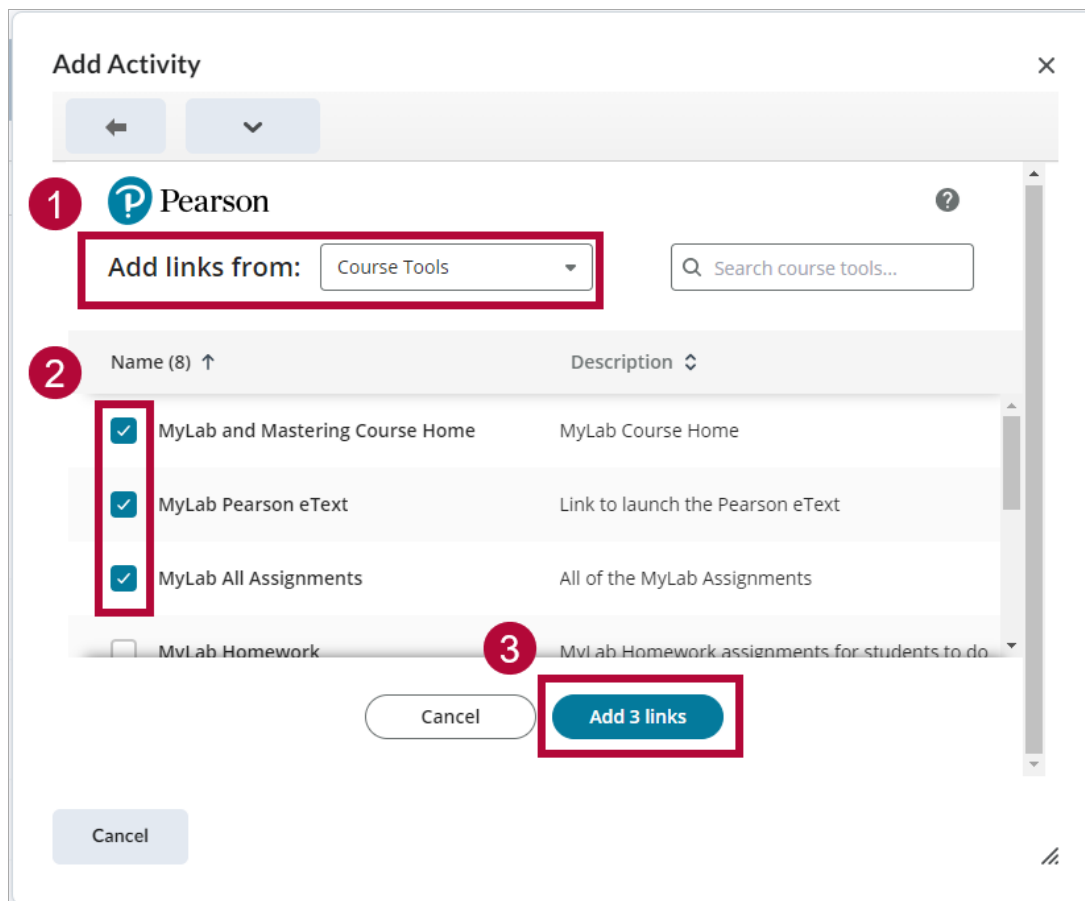 Add Activity
1
Pearson
Add links from: Course Tools Search course tools...
2
Name (8) Description
MyLab and Mastering Course Home MyLab Course Home
MyLab Pearson eText Link to launch the Pearson eText
MyLab All Assignments All of the MyLab Assignments
MyLab Homework MyLab Homework assignments for students to do
3
Cancel Add 3 links
Cancel